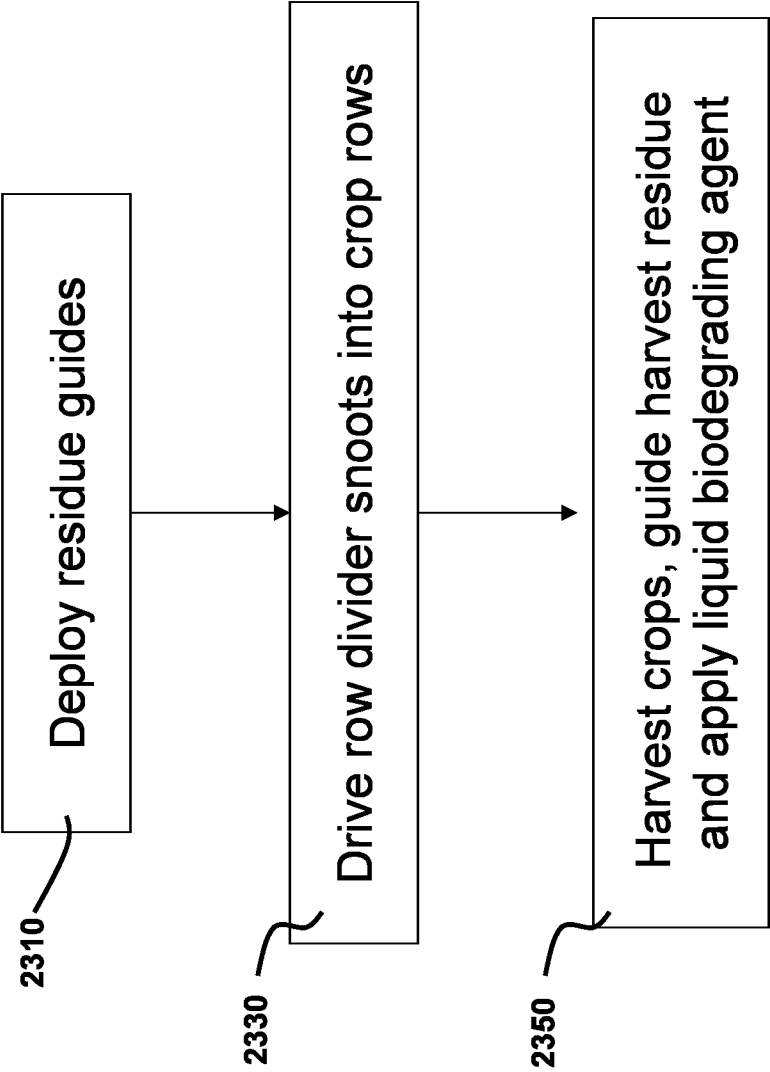 Deploy residue guides
2310
Drive row divider snoots into crop rows
2330
Harvest crops, guide harvest residue
and apply liquid biodegrading agent
2350